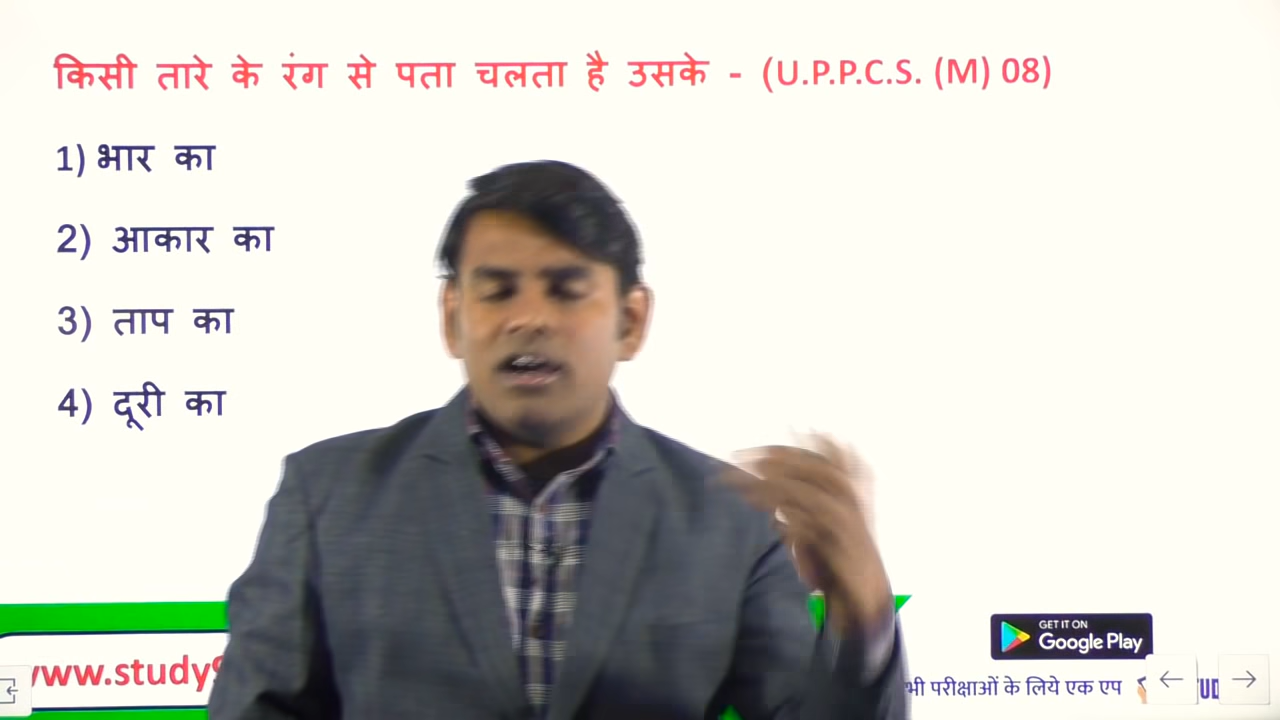 किसी तारे के रंग से पता चलता है उसके - (U.P.P.C.S. (M) 08)
1) भार का
2) आकार का
3) ताप का
4) दूरी का
www.study
GET IT ON
Google Play
भी परीक्षाओं के लिये एक एप